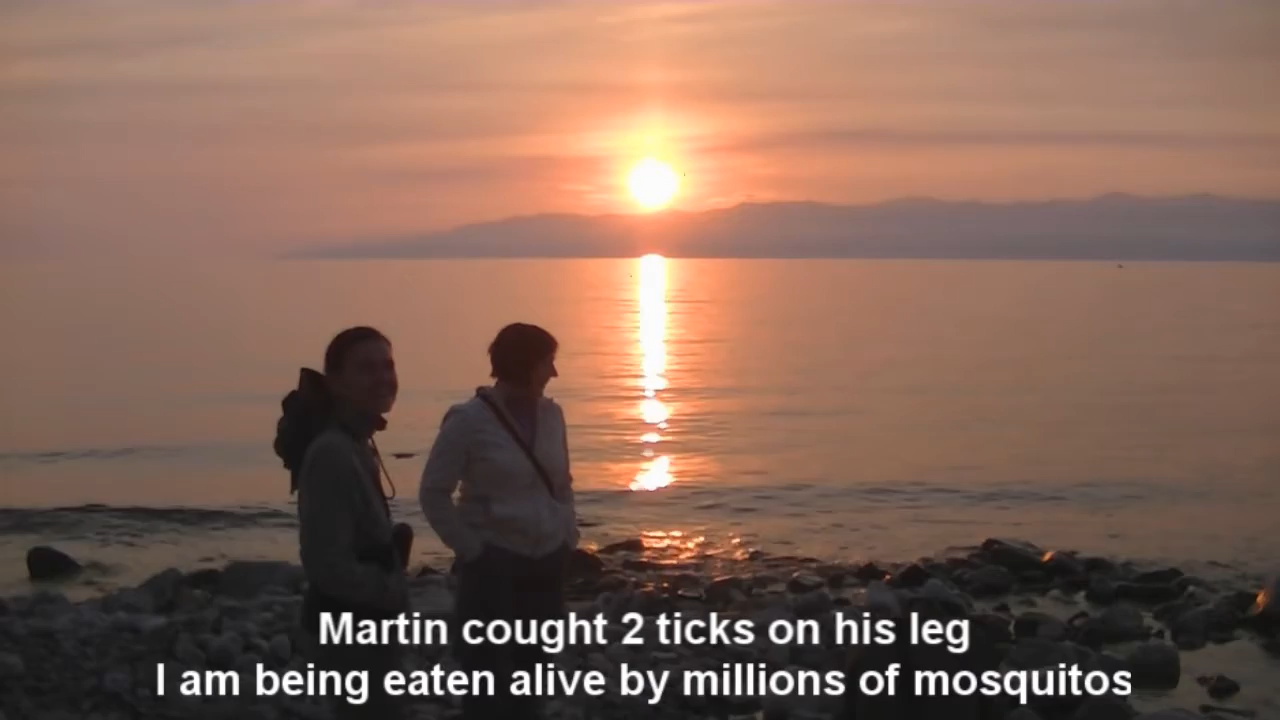 Martin cought 2 ticks on his leg
I am being eaten alive by millions of mosquitos